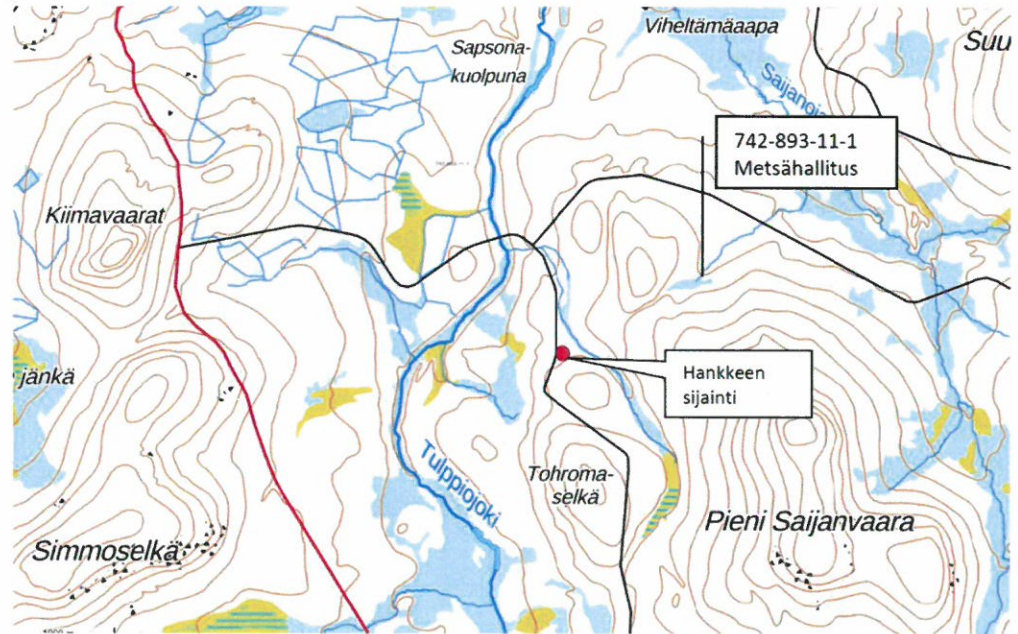 Sapsona-
kuolpuna
Viheltämäaapa
Suu
Saijanoja
742-893-11-1
Metsähallitus
Kiimavaarat
jänkä
Hankkeen
sijainti
Tulppiojoki
Tohroma-
selkä
Pieni Saijanvaara
Simmoselkä